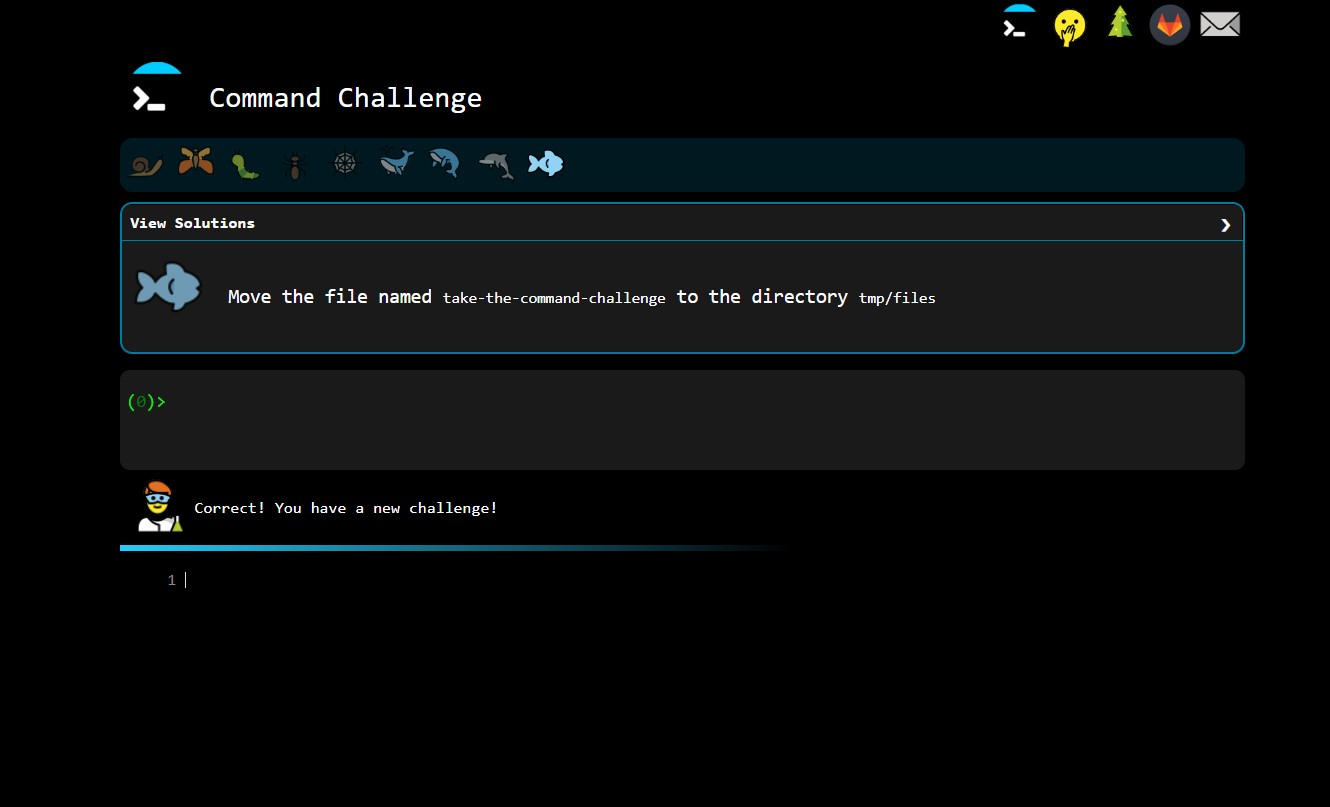 Command Challenge
View Solutions ❯
Move the file named take-the-command-challenge to the directory tmp/files
(0)>
Correct! You have a new challenge!
1